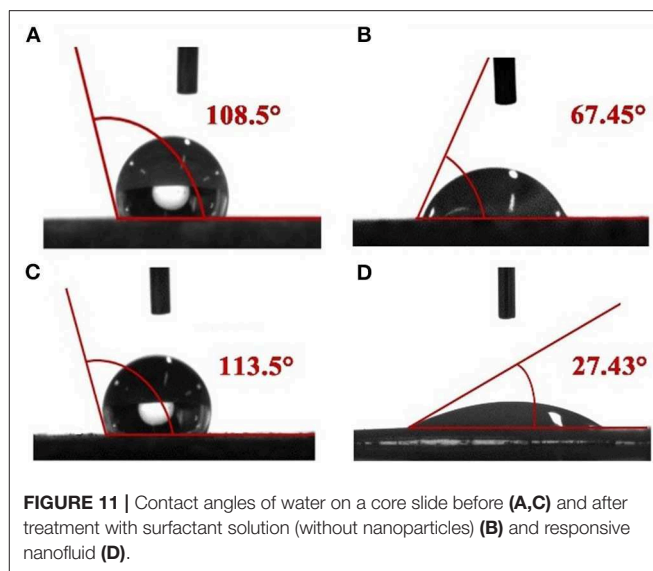 A
108.5°
B
67.45°
C
113.5°
D
27.43°
FIGURE 11 | Contact angles of water on a core slide before (A,C) and after
treatment with surfactant solution (without nanoparticles) (B) and responsive
nanofluid (D).